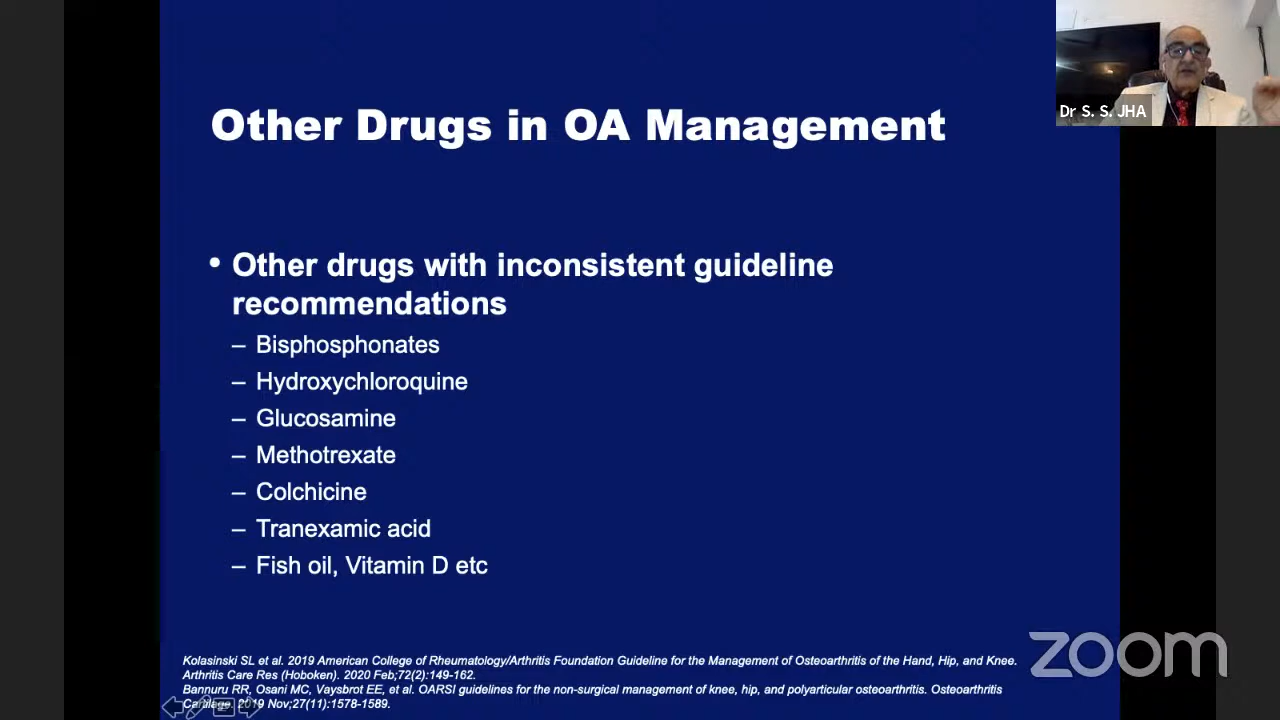 Other Drugs in OA Management
• Other drugs with inconsistent guideline
recommendations
– Bisphosphonates
– Hydroxychloroquine
– Glucosamine
– Methotrexate
– Colchicine
– Tranexamic acid
– Fish oil, Vitamin D etc
Kolasinski SL et al. 2019 American College of Rheumatology/Arthritis Foundation Guideline for the Management of Osteoarthritis of the Hand, Hip, and Knee.
Arthritis Care Res (Hoboken). 2020 Feb;72(2):149-162.
Bannuru RR, Osani MC, Vaysbrot EE, et al. OARSI guidelines for the non-surgical management of knee, hip, and polyarticular osteoarthritis. Osteoarthritis
Cartilage. 2019 Nov;27(11):1578-1589.
Dr S. S. JHA
zoom